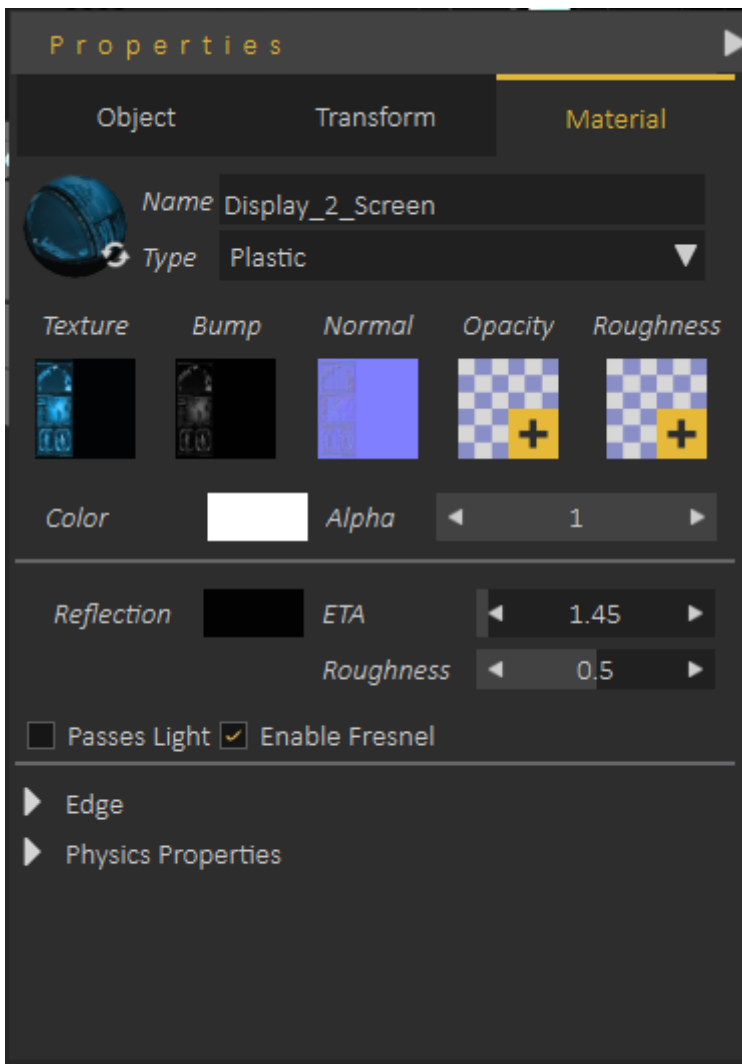 Properties
Object Transform Material
Name Display_2_Screen
Type Plastic
Texture Bump Normal Opacity Roughness
Color Alpha 1
Reflection ETA 1.45
Roughness 0.5
Passes Light Enable Fresnel
Edge
Physics Properties